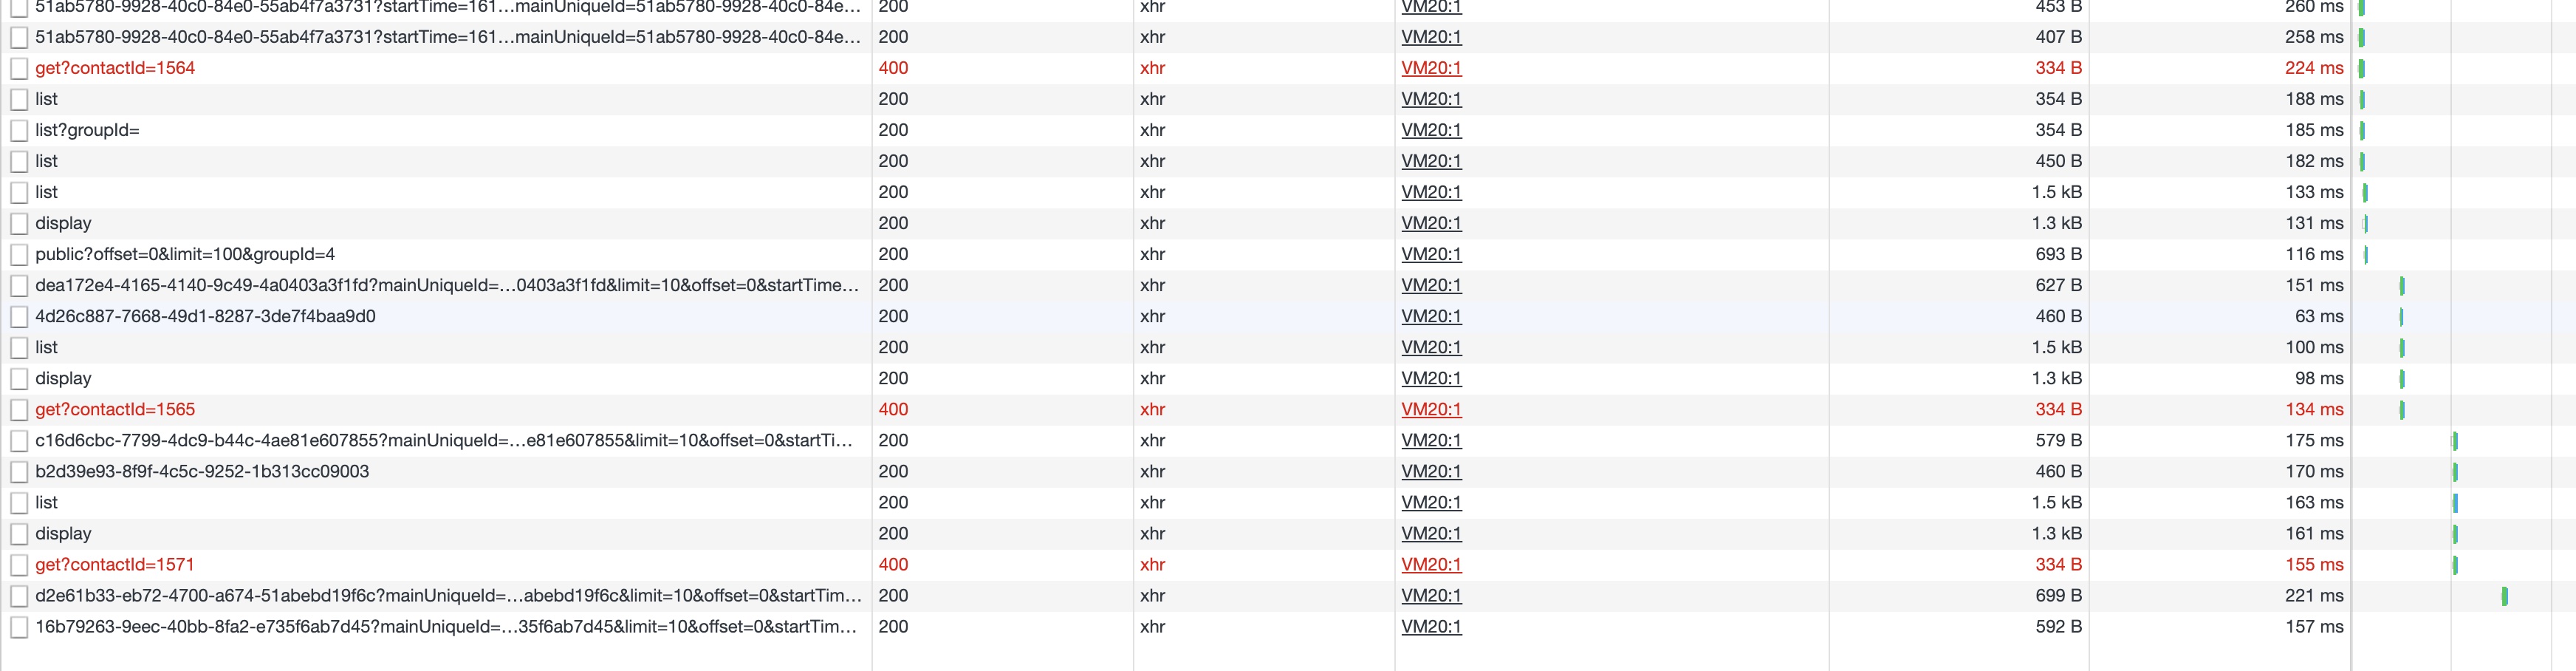 51ab5780-9928-40c0-84e0-55ab4f7a3731?startTime=161...mainUniqueId=51ab5780-9928-40c0-84e... 200 xhr VM20:1 453 B 260 ms
51ab5780-9928-40c0-84e0-55ab4f7a3731?startTime=161...mainUniqueId=51ab5780-9928-40c0-84e... 200 xhr VM20:1 407 B 258 ms
get?contactId=1564 400 xhr VM20:1 334 B 224 ms
list 200 xhr VM20:1 354 B 188 ms
list?groupId= 200 xhr VM20:1 354 B 185 ms
list 200 xhr VM20:1 450 B 182 ms
list 200 xhr VM20:1 1.5 kB 133 ms
display 200 xhr VM20:1 1.3 kB 131 ms
public?offset=0&limit=100&groupId=4 200 xhr VM20:1 693 B 116 ms
dea172e4-4165-4140-9c49-4a0403a3f1fd?mainUniqueId=...0403a3f1fd&limit=10&offset=0&startTime... 200 xhr VM20:1 627 B 151 ms
4d26c887-7668-49d1-8287-3de7f4baa9d0 200 xhr VM20:1 460 B 63 ms
list 200 xhr VM20:1 1.5 kB 100 ms
display 200 xhr VM20:1 1.3 kB 98 ms
get?contactId=1565 400 xhr VM20:1 334 B 134 ms
c16d6cbc-7799-4dc9-b44c-4ae81e607855?mainUniqueId=...e81e607855&limit=10&offset=0&startTi... 200 xhr VM20:1 579 B 175 ms
b2d39e93-8f9f-4c5c-9252-1b313cc09003 200 xhr VM20:1 460 B 170 ms
list 200 xhr VM20:1 1.5 kB 163 ms
display 200 xhr VM20:1 1.3 kB 161 ms
get?contactId=1571 400 xhr VM20:1 334 B 155 ms
d2e61b33-eb72-4700-a674-51abebd19f6c?mainUniqueId=...abebd19f6c&limit=10&offset=0&startTim... 200 xhr VM20:1 699 B 221 ms
16b79263-9eec-40bb-8fa2-e735f6ab7d45?mainUniqueId=...35f6ab7d45&limit=10&offset=0&startTim... 200 xhr VM20:1 592 B 157 ms